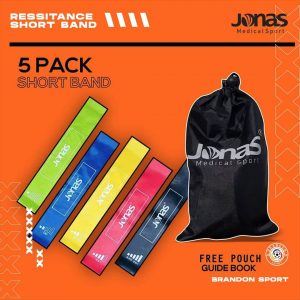 RESSITANCE
SHORT BAND
JONAS
Medical Sport
5 PACK
SHORT BAND
JONAS
Medical Sport
FREE POUCH
GUIDE BOOK
BRANDON SPORT